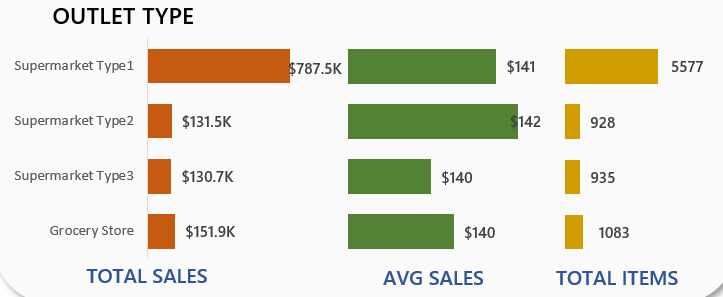 OUTLET TYPE
Supermarket Type1 $787.5K $141 5577
Supermarket Type2 $131.5K $142 928
Supermarket Type3 $130.7K $140 935
Grocery Store $151.9K $140 1083
TOTAL SALES AVG SALES TOTAL ITEMS